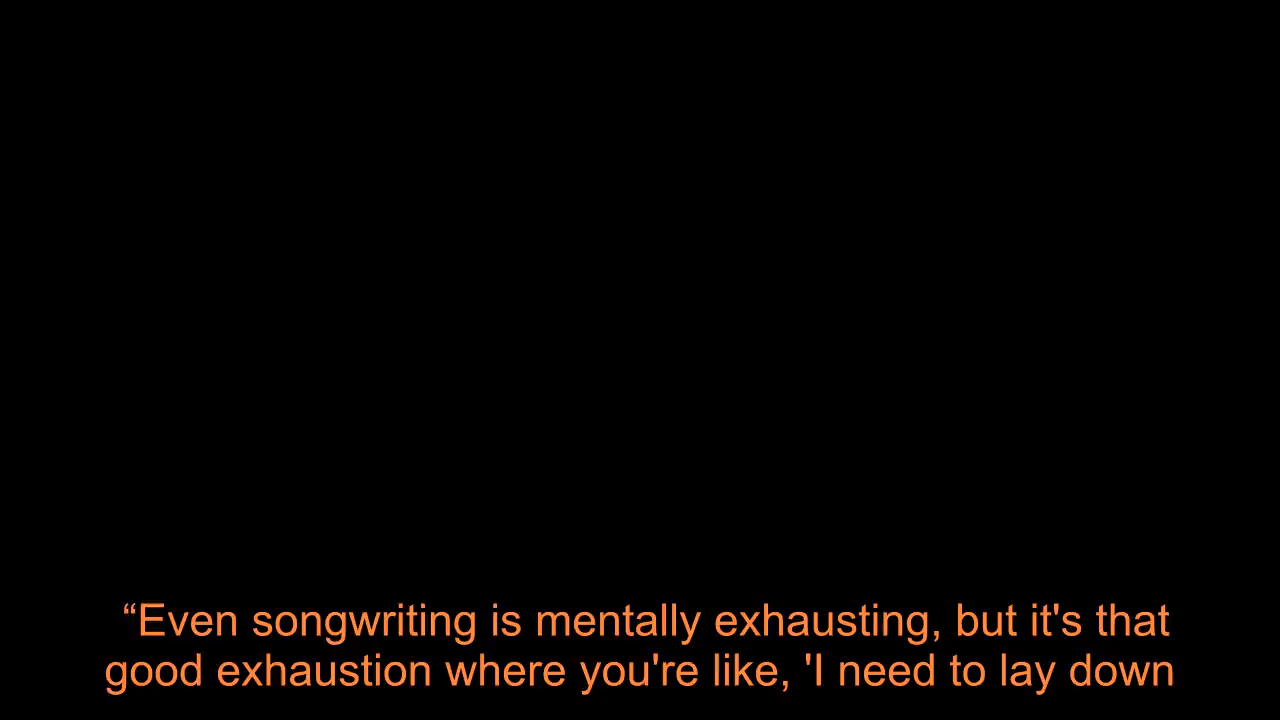 “Even songwriting is mentally exhausting, but it's that
good exhaustion where you're like, 'I need to lay down